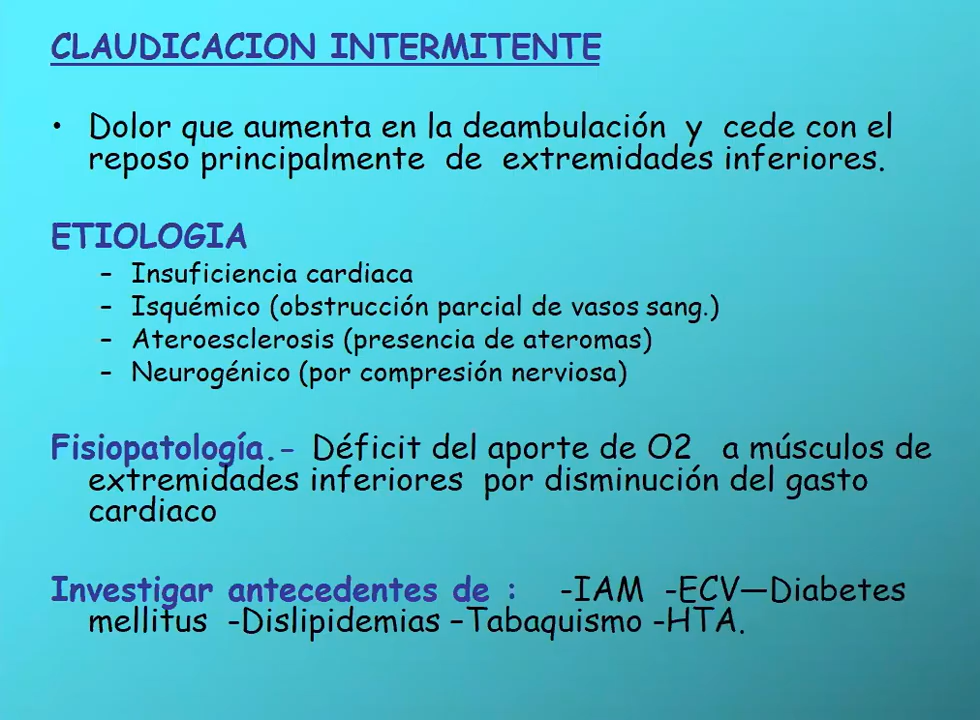 CLAUDICACION INTERMITENTE
• Dolor que aumenta en la deambulación y cede con el
reposo principalmente de extremidades inferiores.
ETIOLOGIA
– Insuficiencia cardiaca
– Isquémico (obstrucción parcial de vasos sang.)
– Ateroesclerosis (presencia de ateromas)
– Neurogénico (por compresión nerviosa)
Fisiopatología.- Déficit del aporte de O2 a músculos de
extremidades inferiores por disminución del gasto
cardiaco
Investigar antecedentes de : -IAM -ECV—Diabetes
mellitus -Dislipidemias –Tabaquismo -HTA.